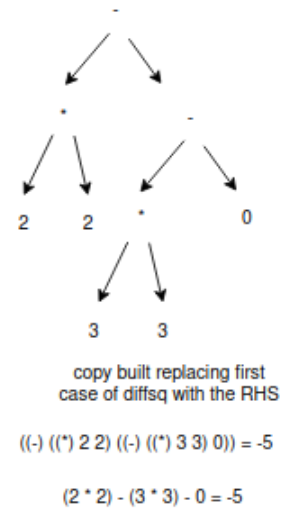 -
* -
2 2 * 0
3 3
copy built replacing first
case of diffsq with the RHS
((-) ((*) 2 2) ((-) ((*) 3 3) 0)) = -5
(2 * 2) - (3 * 3) - 0 = -5